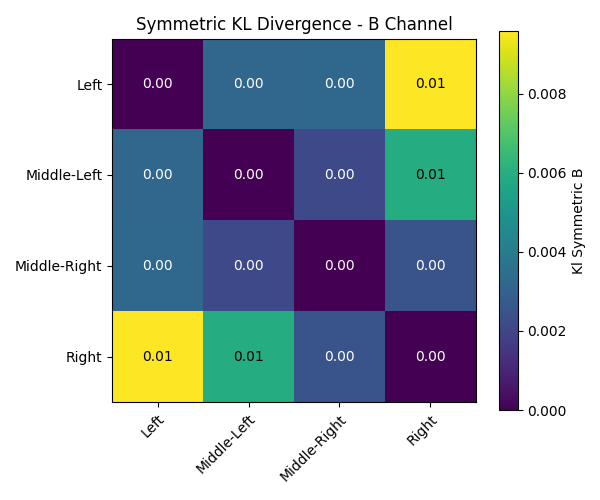 Symmetric KL Divergence - B Channel
Left 0.00 0.00 0.00 0.01
Middle-Left 0.00 0.00 0.00 0.01
Middle-Right 0.00 0.00 0.00 0.00
Right 0.01 0.01 0.00 0.00
Left Middle-Left Middle-Right Right
0.008
0.006
0.004
0.002
0.000
Kl Symmetric B